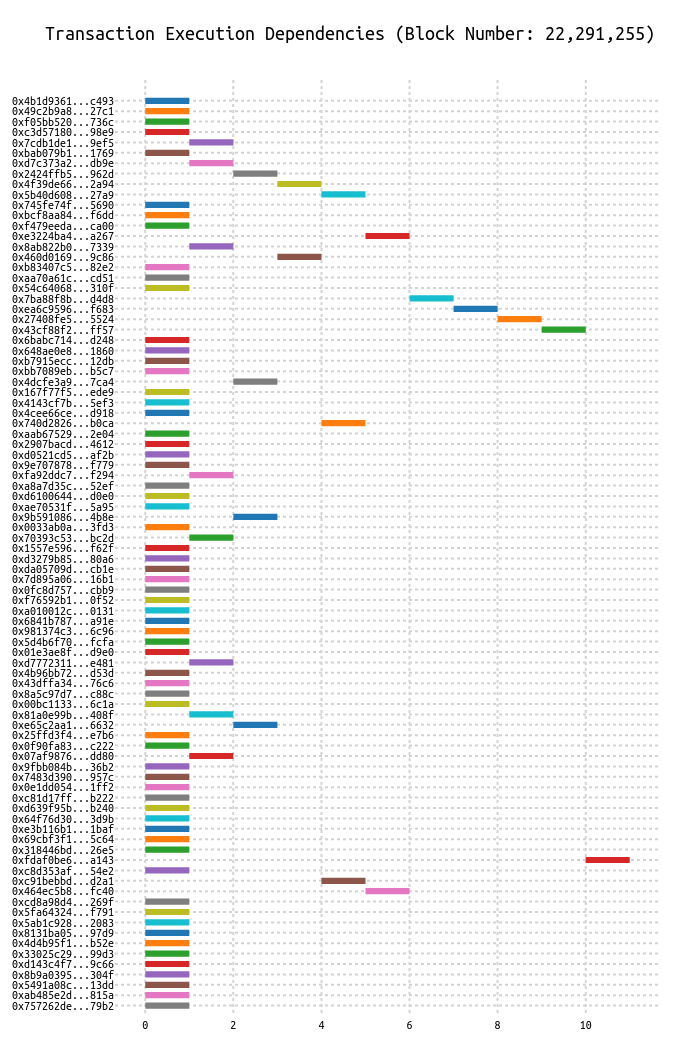 Transaction Execution Dependencies (Block Number: 22,291,255)
0x4b1d9361...c493
0x49c2b9a8...27c1
0xf05bb520...736c
0xc3d57180...98e9
0x7cdb1de1...9ef5
0xbab079b1...1769
0xd7c373a2...db9e
0x2424ffb5...962d
0x4f39de66...2a94
0x5b40d608...27a9
0x745fe74f...5690
0xbcf8aa84...f6dd
0xf479eeda...ca00
0xe3224ba4...a267
0x8ab822b0...7339
0x460d0169...9c86
0xb83407c5...82e2
0xaa70a61c...cd51
0x54c64068...310f
0x7ba88f8b...d4d8
0xea6c9596...f683
0x27408fe5...5524
0x43cf88f2...ff57
0x6babc714...d248
0x648ae0e8...1860
0xb7915ecc...12db
0xbb7089eb...b5c7
0x4dcfe3a9...7ca4
0x167f77f5...ede9
0x4143cf7b...5ef3
0x4cee66ce...d918
0x740d2826...b0ca
0xaab67529...2e04
0x2907bacd...4612
0xd0521cd5...af2b
0x9e707878...f779
0xfa92ddc7...f294
0xa8a7d35c...52ef
0xd6100644...d0e0
0xae70531f...5a95
0x9b591086...4b8e
0x0033ab0a...3fd3
0x70393c53...bc2d
0x1557e596...f62f
0xd3279b85...80a6
0xda05709d...cb1e
0x7d895a06...16b1
0x0fc8d757...cbb9
0xf76592b1...0f52
0xa010012c...0131
0x6841b787...a91e
0x981374c3...6c96
0x5d4b6f70...fcfa
0x01e3ae8f...d9e0
0xd7772311...e481
0x4b96bb72...d53d
0x43dffa34...76c6
0x8a5c97d7...c88c
0x00bc1133...6c1a
0x81a0e99b...408f
0xe65c2aa1...6632
0x25ffd3f4...e7b6
0x0f90fa83...c222
0x07af9876...dd80
0x9fbb084b...36b2
0x7483d390...957c
0x0e1dd054...1ff2
0xc81d17ff...b222
0xd639f95b...b240
0x64f76d30...3d9b
0xe3b116b1...1baf
0x69cbf3f1...5c64
0x318446bd...26e5
0xfdaf0be6...a143
0xc8d353af...54e2
0xc91bebbd...d2a1
0x464ec5b8...fc40
0xcd8a98d4...269f
0x5fa64324...f791
0x5ab1c928...2083
0x8131ba05...97d9
0x4d4b95f1...b52e
0x33025c29...99d3
0xd143c4f7...9c66
0x8b9a0395...304f
0x5491a08c...13dd
0xab485e2d...815a
0x757262de...79b2
0 2 4 6 8 10